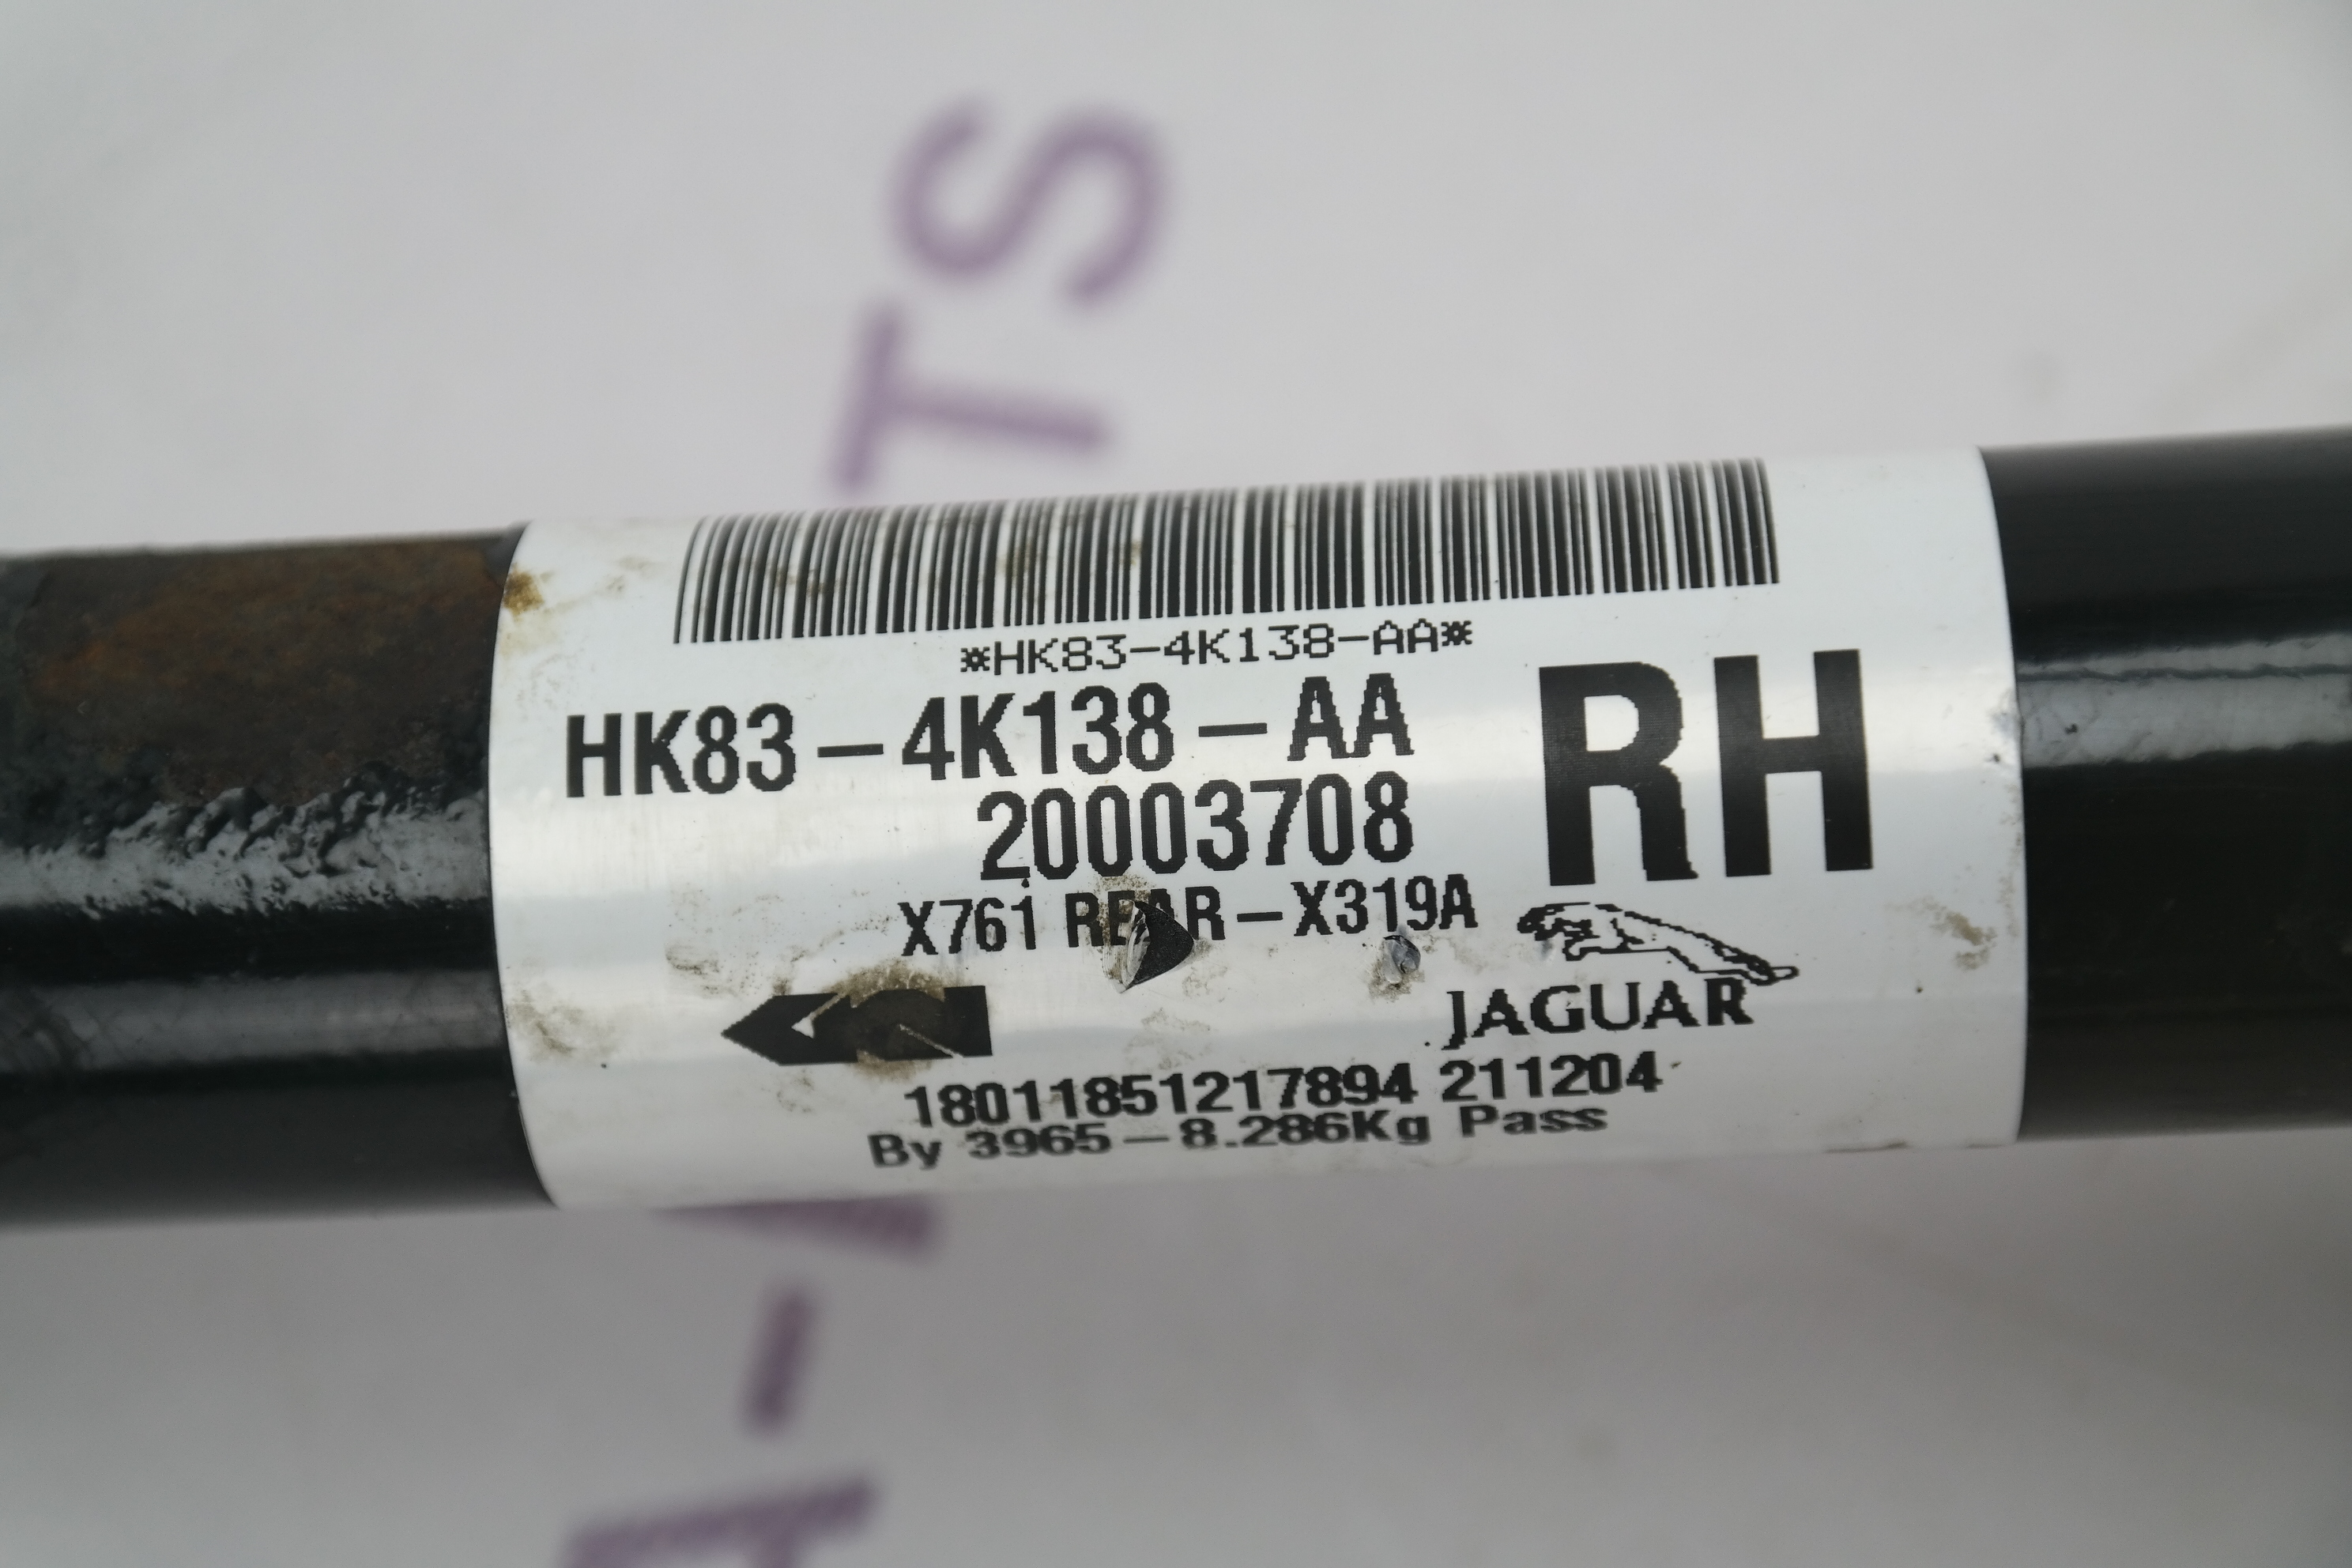 *HK83-4K138-AA*
HK83-4K138-AA
20003708
RH
X761 REAR-X319A
JAGUAR
18011851217894 211204
By 3965-8.286Kg Pass
TS